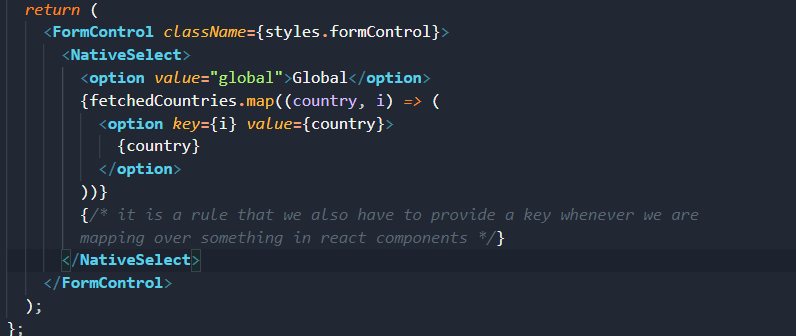 return (
<FormControl className={styles.formControl}>
<NativeSelect>
<option value="global">Global</option>
{fetchedCountries.map((country, i) => (
<option key={i} value={country}>
{country}
</option>
))}
{/* it is a rule that we also have to provide a key whenever we are
mapping over something in react components */}
</NativeSelect>
</FormControl>
);
};